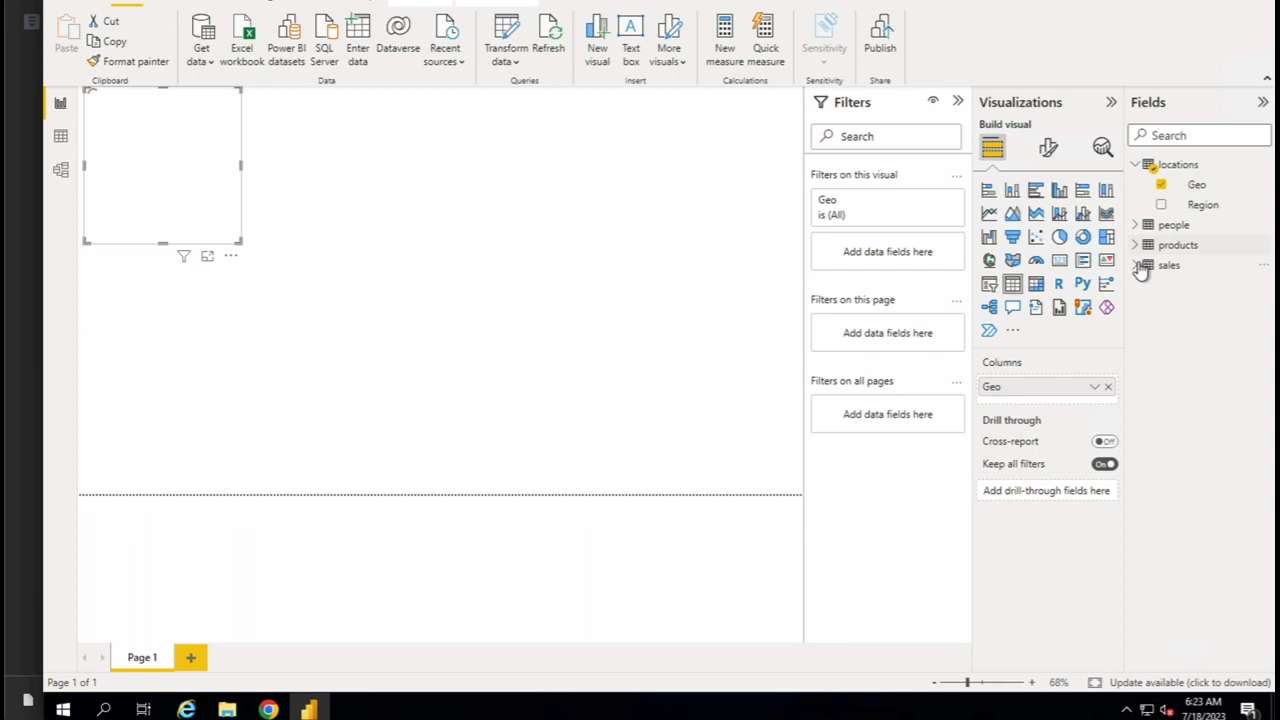 Paste
Cut
Copy
Format painter
Clipboard
Get data
Excel workbook
Power BI datasets
SQL Server
Enter data
Dataverse
Recent sources
Data
Transform data
Refresh
Queries
New visual
Text box
More visuals
Insert
New measure
Quick measure
Calculations
Sensitivity
Sensitivity
Publish
Share
Filters
Search
Filters on this visual
Geo
is (All)
Add data fields here
Filters on this page
Add data fields here
Filters on all pages
Add data fields here
Visualizations
Build visual
R
Py
Columns
Geo
Drill through
Cross-report
Off
Keep all filters
On
Add drill-through fields here
Fields
Search
locations
Geo
Region
people
products
sales
Page 1
Page 1 of 1
68%
Update available (click to download)
6:23 AM
7/18/2023